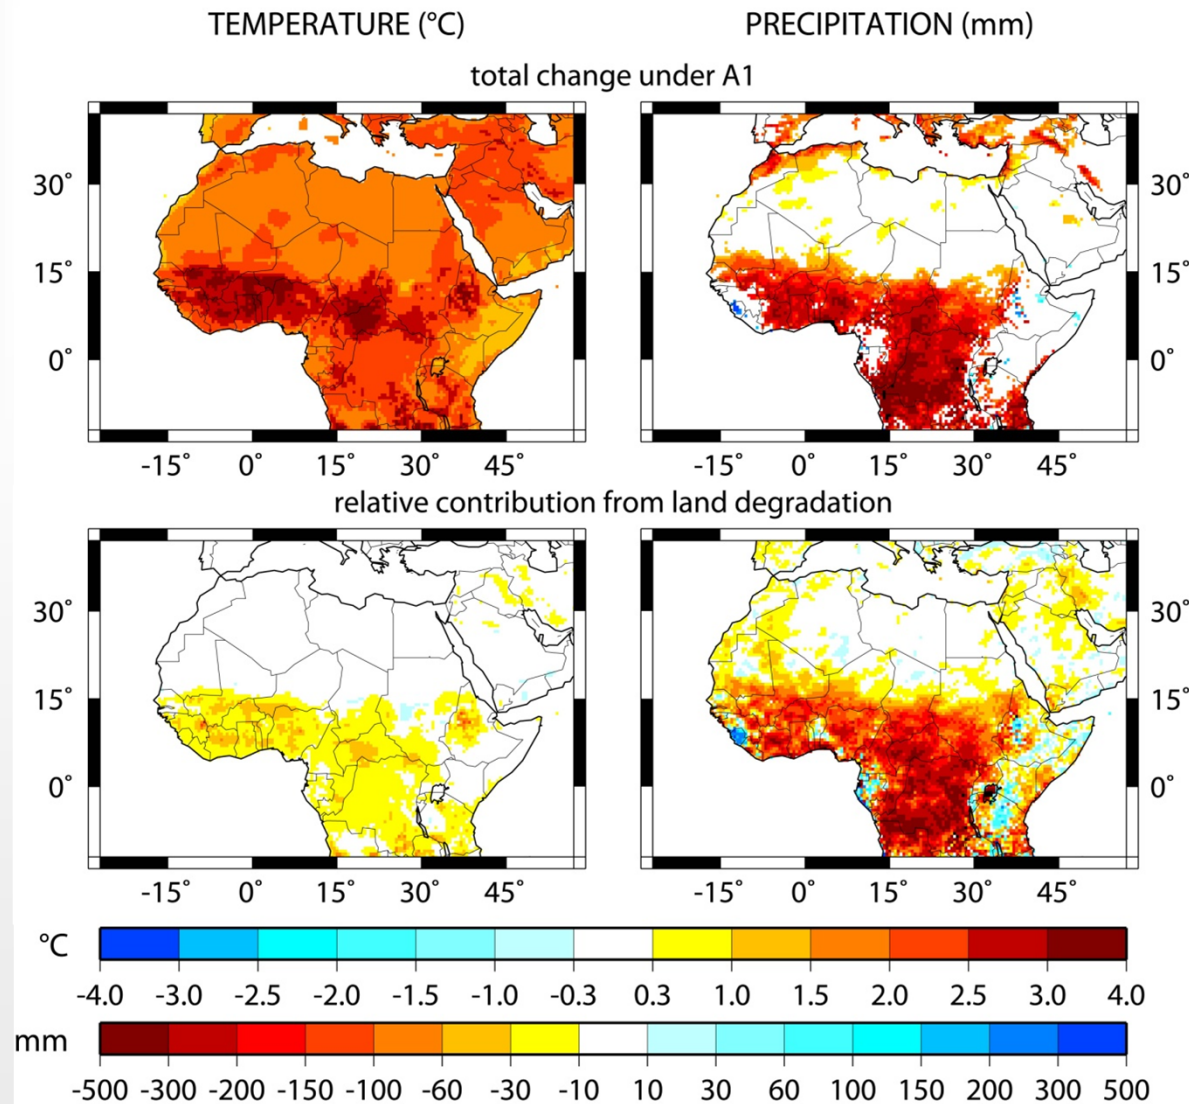 TEMPERATURE (°C) PRECIPITATION (mm)
total change under A1
30° 30°
15° 15°
0° 0°
-15° 0° 15° 30° 45° -15° 0° 15° 30° 45°
relative contribution from land degradation
30° 30°
15° 15°
0° 0°
-15° 0° 15° 30° 45° -15° 0° 15° 30° 45°
°C
-4.0 -3.0 -2.5 -2.0 -1.5 -1.0 -0.3 0.3 1.0 1.5 2.0 2.5 3.0 4.0
mm
-500 -300 -200 -150 -100 -60 -30 -10 10 30 60 100 150 200 300 500